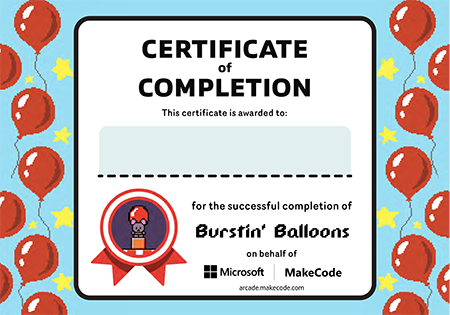 CERTIFICATE
of
COMPLETION
This certificate is awarded to:
for the successful completion of
Burstin' Balloons
on behalf of
Microsoft | MakeCode
arcade.makecode.com